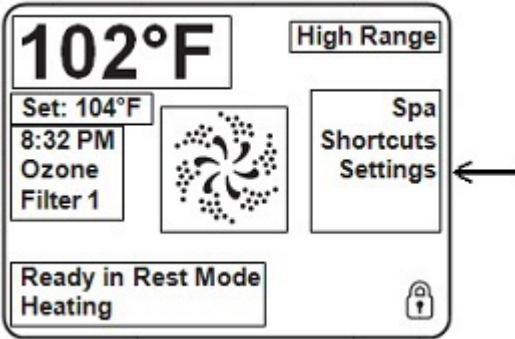 102°F
High Range
Set: 104°F
8:32 PM
Ozone
Filter 1
Spa
Shortcuts
Settings
Ready in Rest Mode
Heating